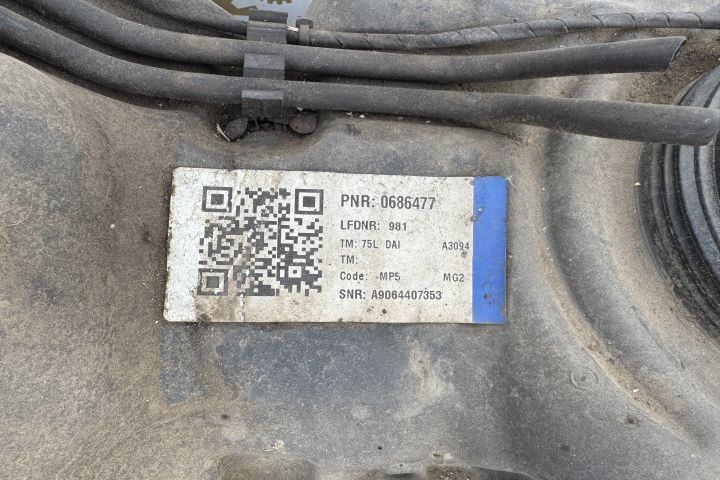 PNR: 0686477
LFDNR: 981
TM: 75L DAI A3094
TM:
Code: -MP5 MG2
SNR: A9064407353